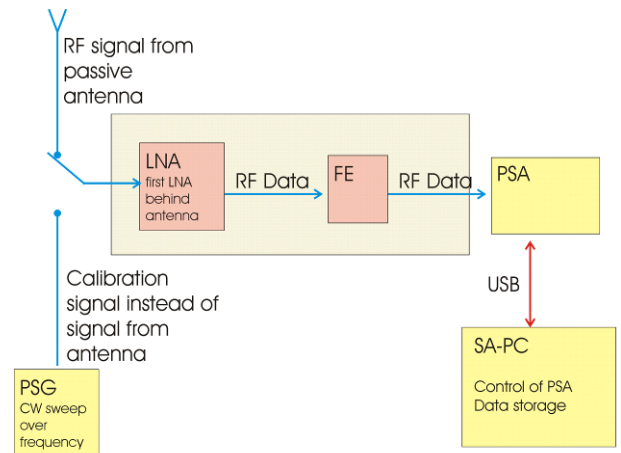 RF signal from
passive
antenna
LNA
first LNA
behind
antenna
RF Data
FE
RF Data
PSA
USB
Calibration
signal instead of
signal from
antenna
SA-PC
Control of PSA
Data storage
PSG
CW sweep
over
frequency